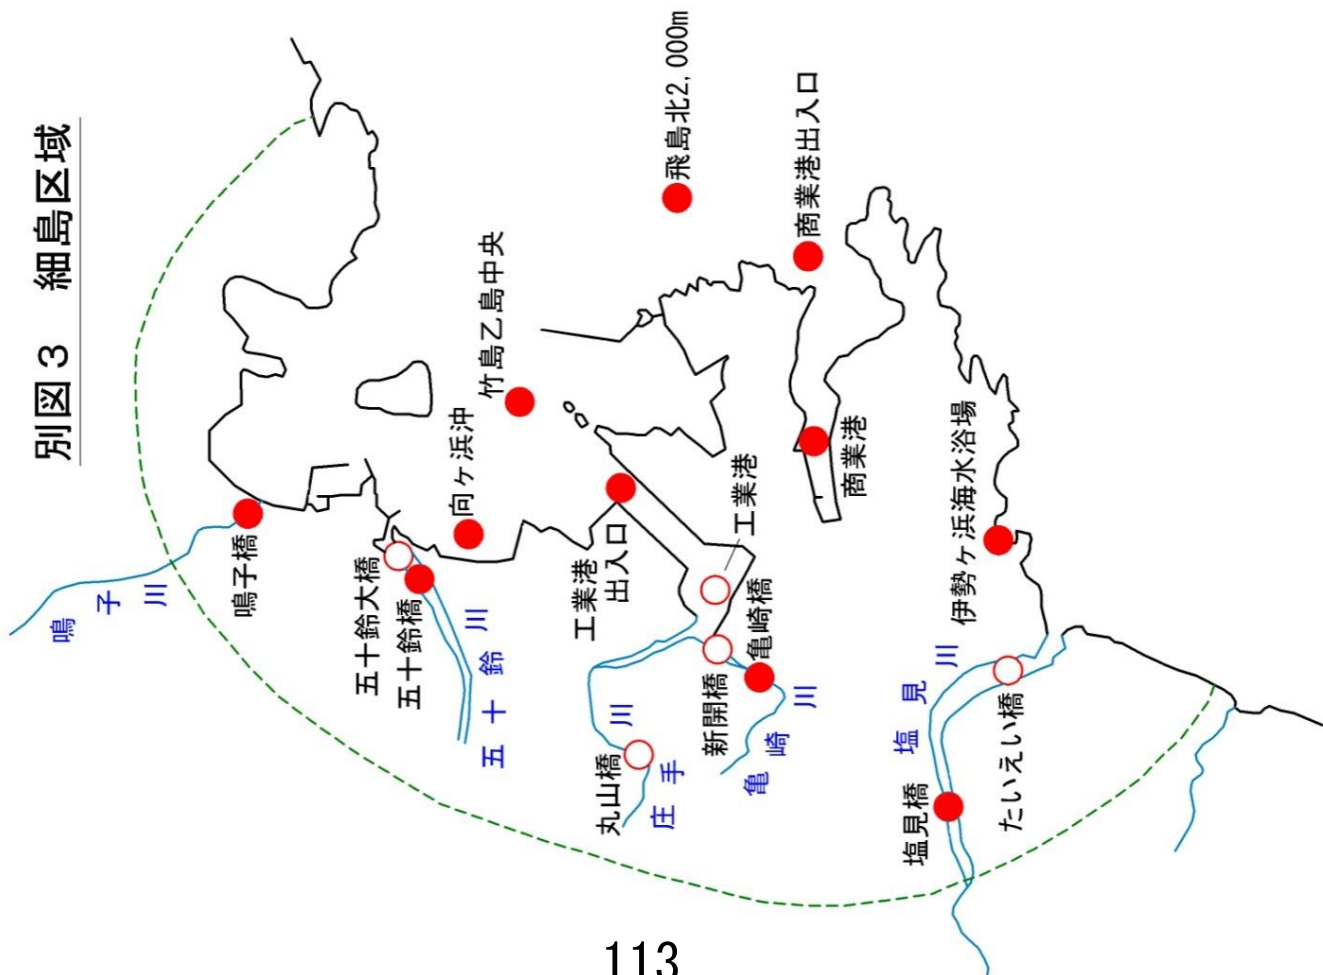 別図３　細島区域
鳴子川
鳴子橋
五十鈴大橋
五十鈴橋
五十鈴川
向ヶ浜沖
竹島乙島中央
飛島北2,000m
商業港出入口
工業港
出入口
工業港
商業港
丸山橋
庄手川
新開橋
亀崎橋
亀崎川
伊勢ヶ浜海水浴場
塩見川
塩見橋
たいえい橋
113